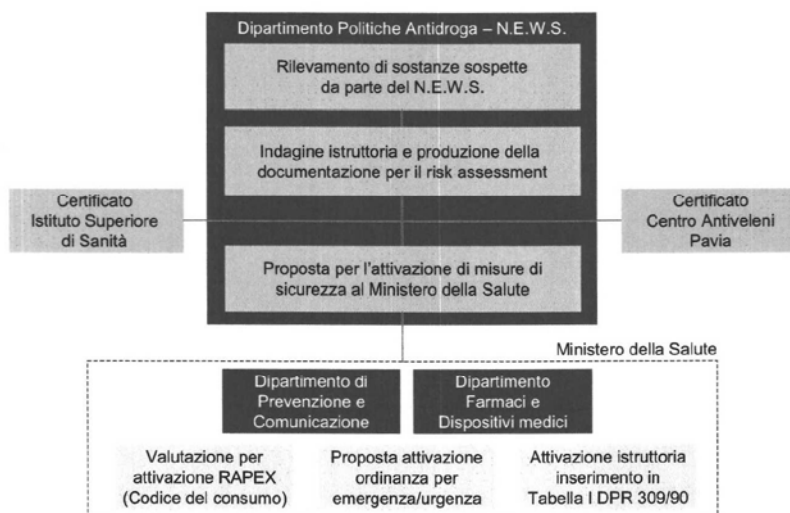 Dipartimento Politiche Antidroga – N.E.W.S.
Rilevamento di sostanze sospette
da parte del N.E.W.S.
Indagine istruttoria e produzione della
documentazione per il risk assessment
Certificato
Istituto Superiore
di Sanità
Certificato
Centro Antiveleni
Pavia
Proposta per l'attivazione di misure di
sicurezza al Ministero della Salute
Ministero della Salute
Dipartimento di
Prevenzione e
Comunicazione
Dipartimento
Farmaci e
Dispositivi medici
Valutazione per
attivazione RAPEX
(Codice del consumo)
Proposta attivazione
ordinanza per
emergenza/urgenza
Attivazione istruttoria
inserimento in
Tabella I DPR 309/90